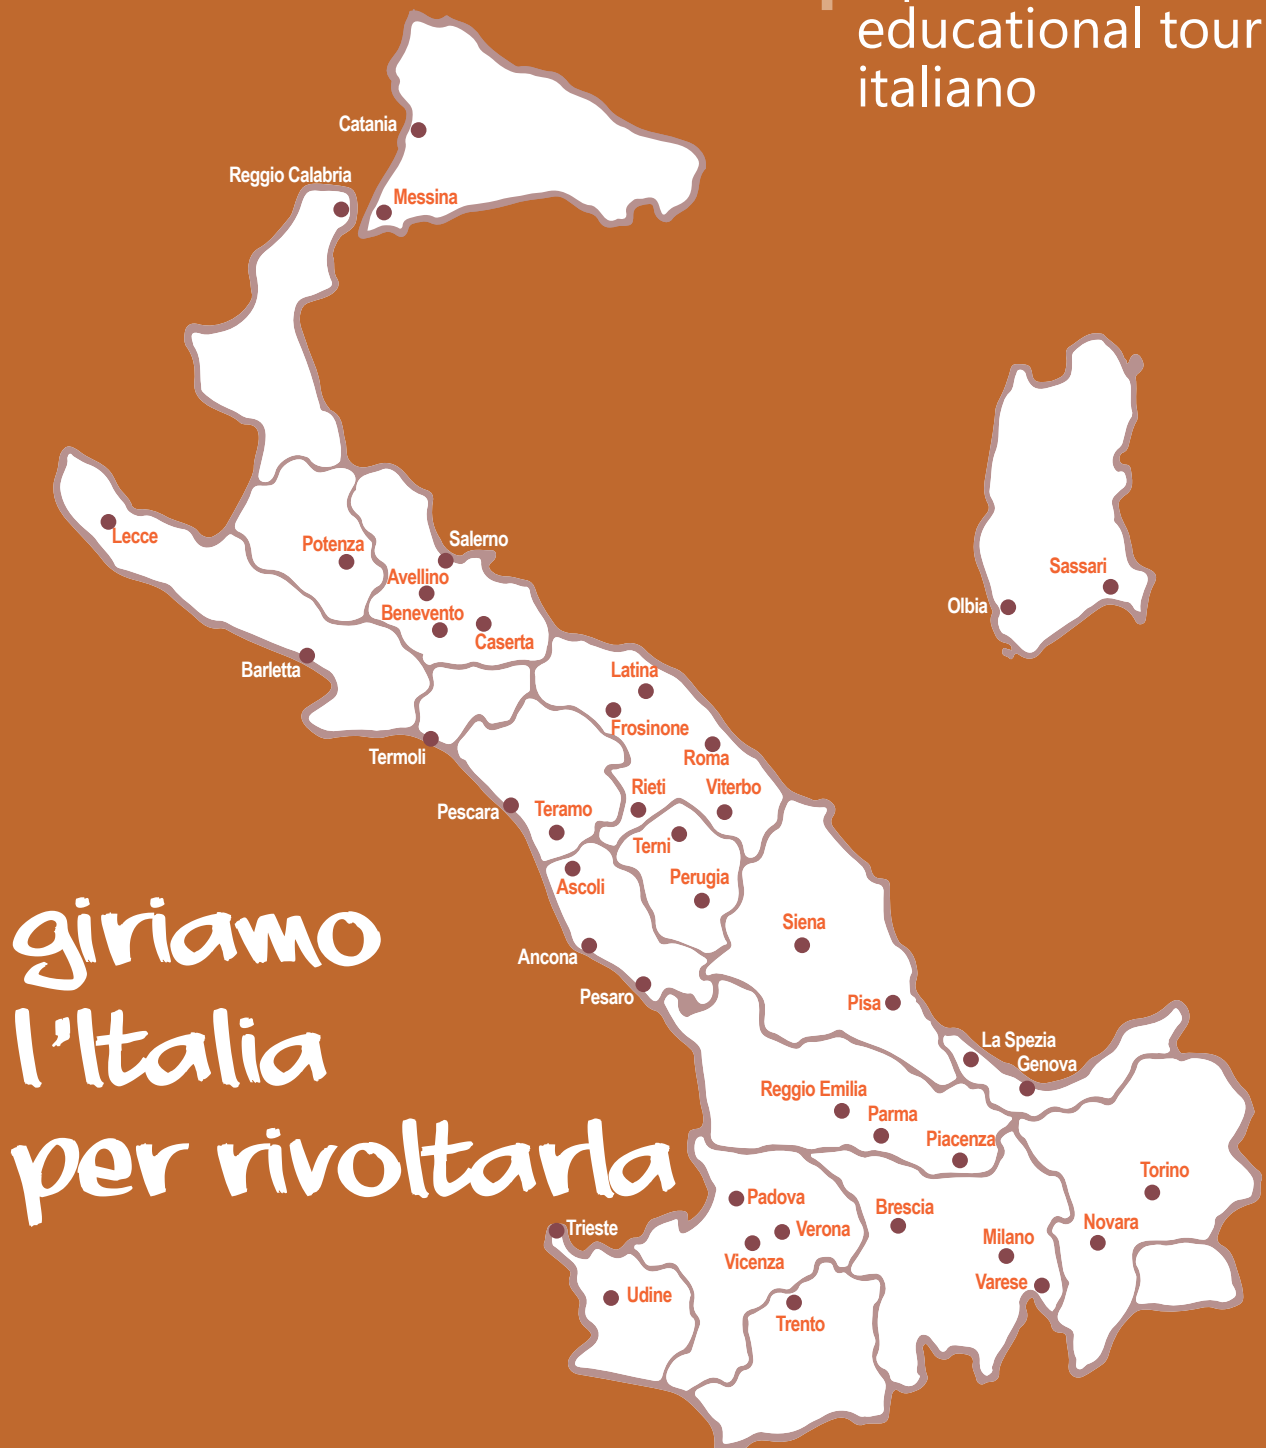 educational tour
italiano
Catania
Reggio Calabria
Messina
Lecce
Potenza
Salerno
Avellino
Benevento
Caserta
Sassari
Olbia
Barletta
Latina
Frosinone
Termoli
Roma
Rieti
Viterbo
Pescara
Teramo
Terni
Perugia
Ascoli
Siena
giriamo
Ancona
Pesaro
Pisa
l'Italia
La Spezia
Genova
Reggio Emilia
Parma
Piacenza
per rivoltarla
Torino
Padova
Brescia
Novara
Trieste
Verona
Milano
Vicenza
Varese
Udine
Trento